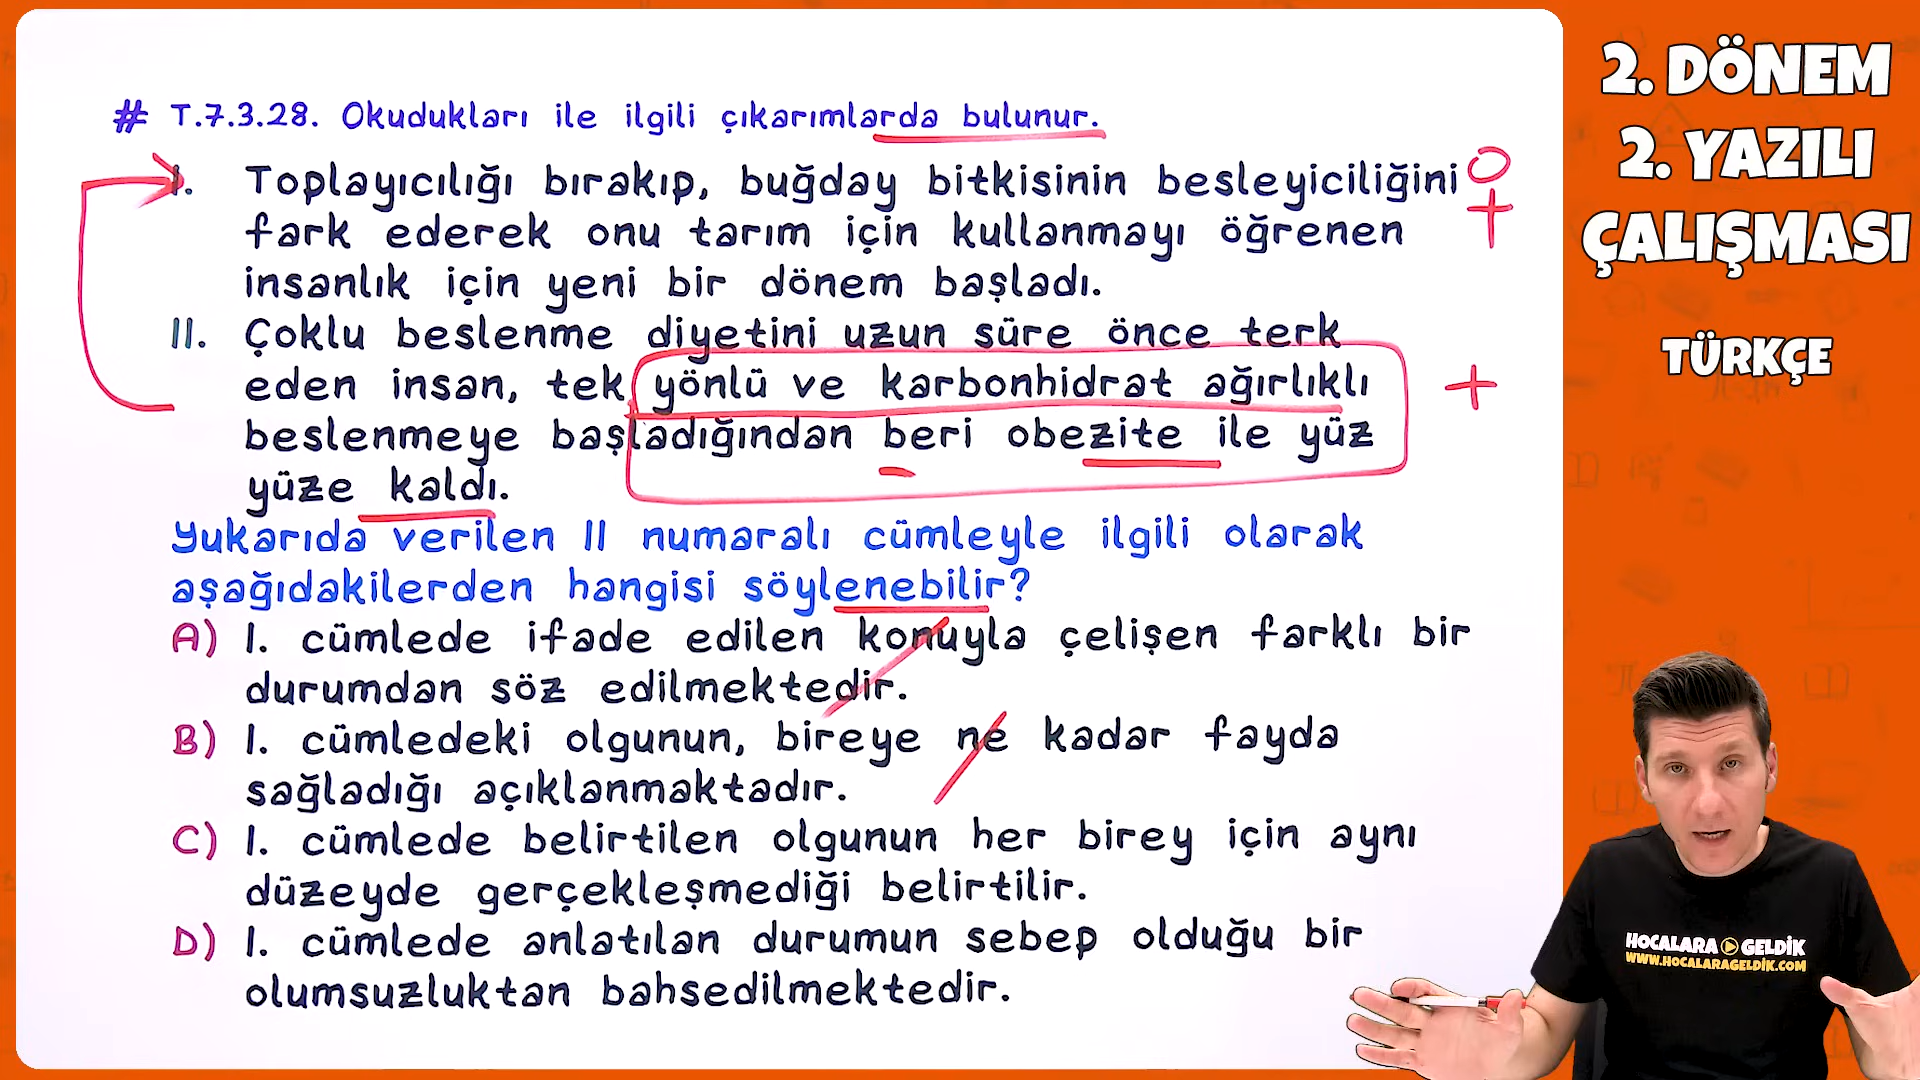 # T.7.3.28. Okudukları ile ilgili çıkarımlarda bulunur.
I. Toplayıcılığı bırakıp, buğday bitkisinin besleyiciliğini
fark ederek onu tarım için kullanmayı öğrenen
insanlık için yeni bir dönem başladı.
II. Çoklu beslenme diyetini uzun süre önce terk
eden insan, tek yönlü ve karbonhidrat ağırlıklı
beslenmeye başladığından beri obezite ile yüz
yüze kaldı.
Yukarıda verilen II numaralı cümleyle ilgili olarak
aşağıdakilerden hangisi söylenebilir?
A) I. cümlede ifade edilen konuyla çelişen farklı bir
durumdan söz edilmektedir.
B) I. cümledeki olgunun, bireye ne kadar fayda
sağladığı açıklanmaktadır.
C) I. cümlede belirtilen olgunun her birey için aynı
düzeyde gerçekleşmediği belirtilir.
D) I. cümlede anlatılan durumun sebep olduğu bir
olumsuzluktan bahsedilmektedir.
2. DÖNEM
2. YAZILI
ÇALIŞMASI
TÜRKÇE
HOCALARA GELDİK
WWW.HOCALARAGELDİK.COM